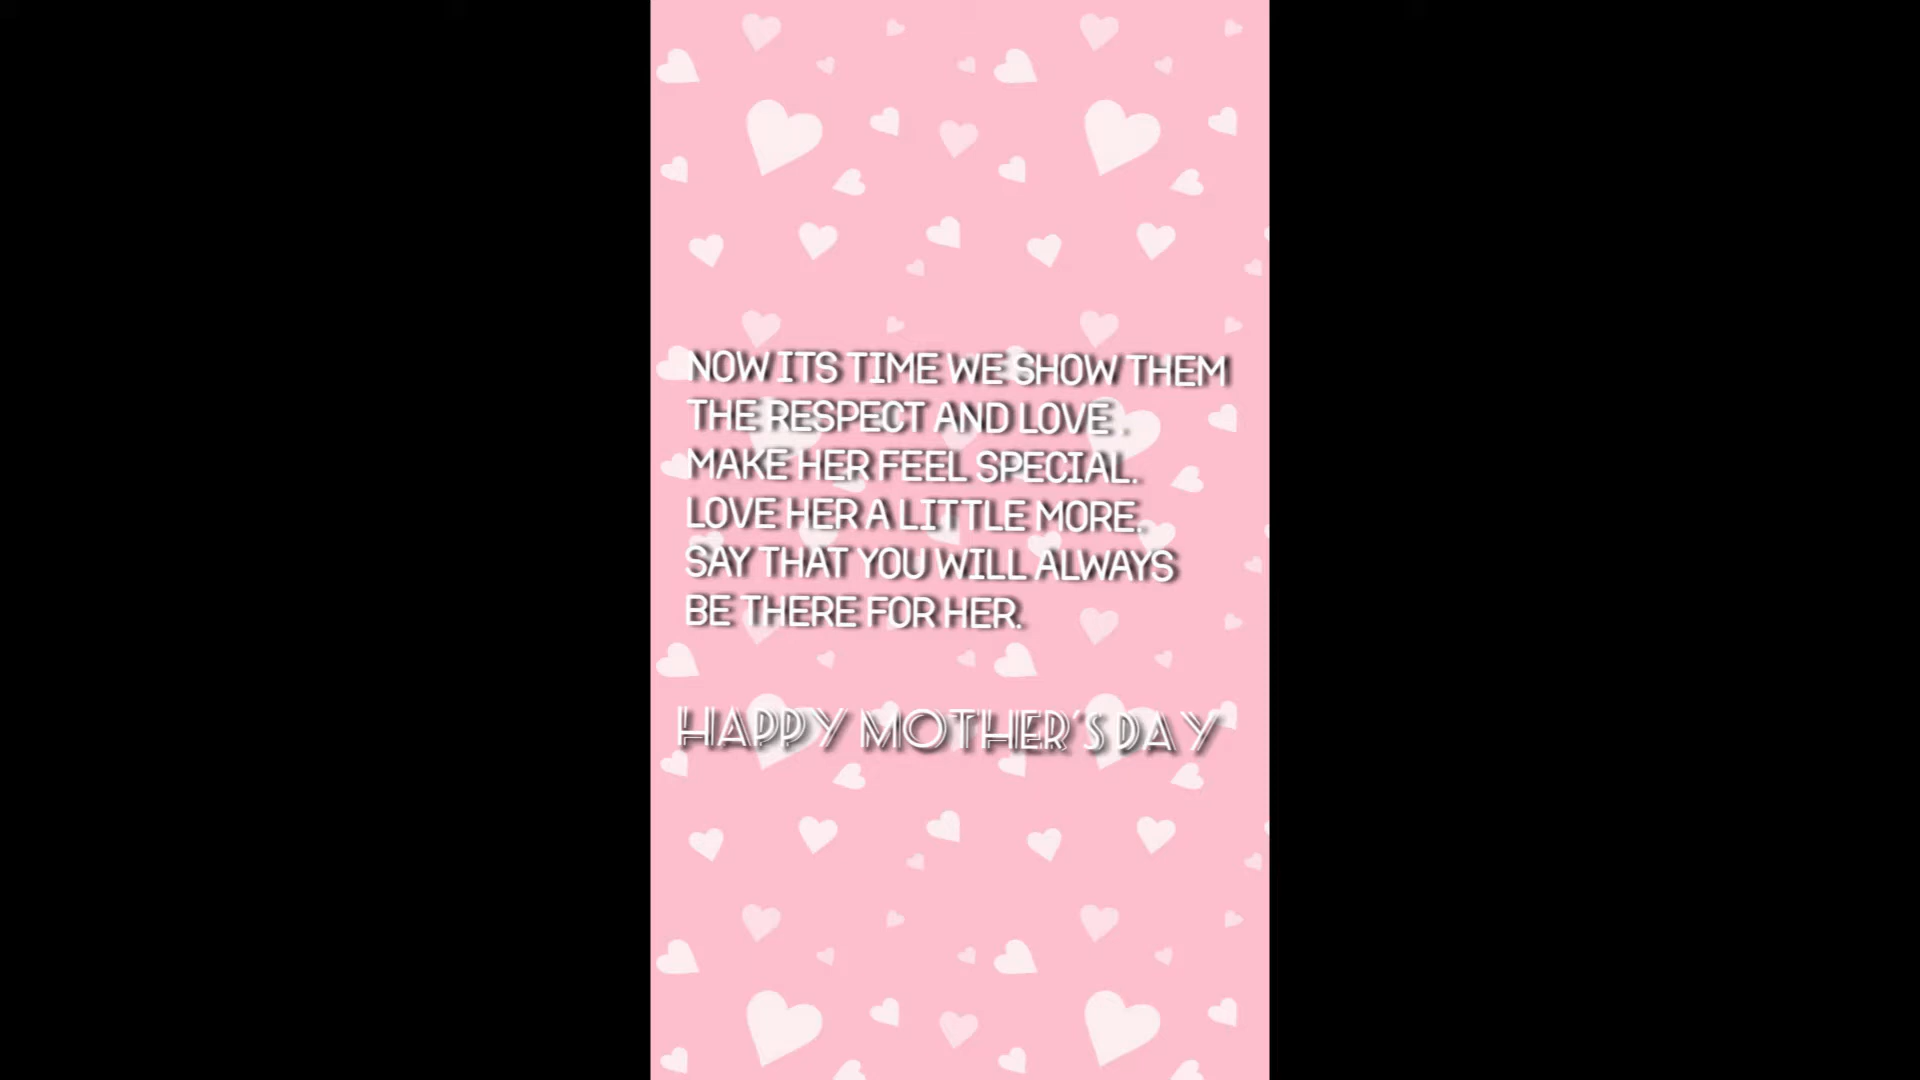 NOW ITS TIME WE SHOW THEM
THE RESPECT AND LOVE .
MAKE HER FEEL SPECIAL.
LOVE HER A LITTLE MORE.
SAY THAT YOU WILL ALWAYS
BE THERE FOR HER.
HAPPY MOTHER'S DAY